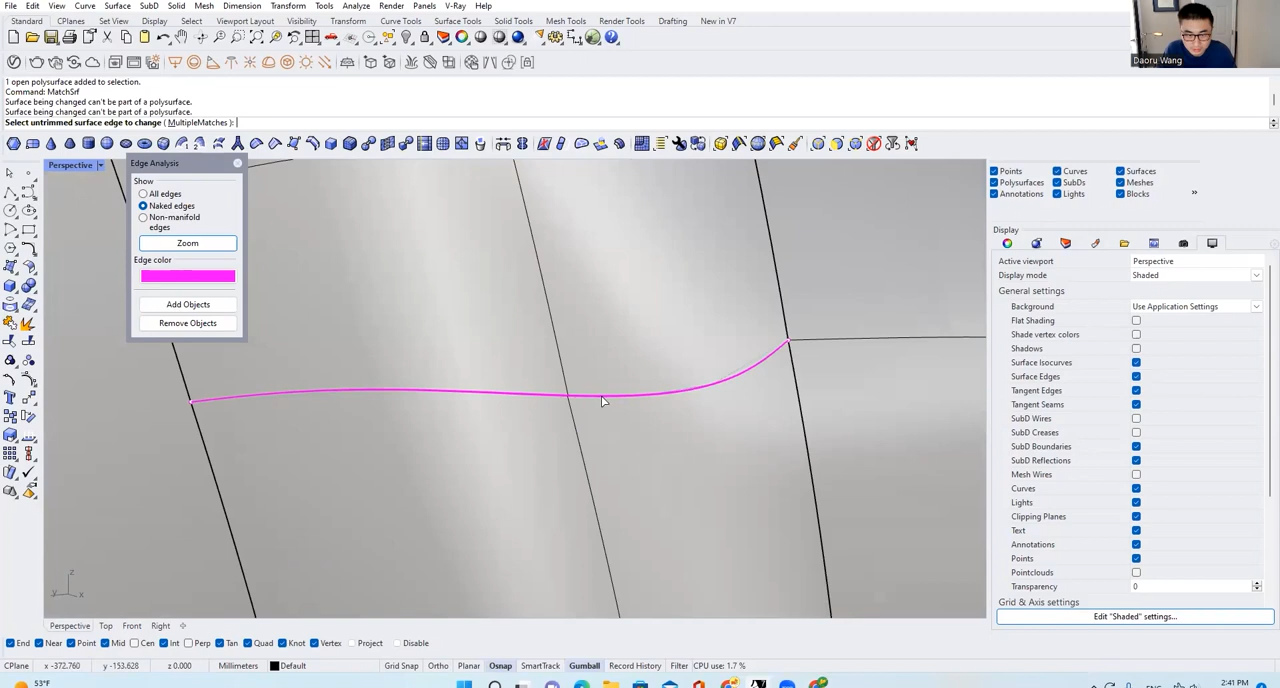 File Edit View Curve Surface SubD Solid Mesh Dimension Transform Tools Analyze Render Panels V-Ray Help
Standard CPlanes Set View Display Select Viewport Layout Visibility Transform Curve Tools Surface Tools Solid Tools Mesh Tools Render Tools Drafting New in V7
Daoru Wang
1 open polysurface added to selection.
Command: MatchSrf
Surface being changed can't be part of a polysurface.
Surface being changed can't be part of a polysurface.
Select untrimmed surface edge to change ( MultipleMatches ):
Perspective
Edge Analysis
Show
All edges
Naked edges
Non-manifold
edges
Zoom
Edge color
Add Objects
Remove Objects
Points Curves Surfaces
Polysurfaces SubDs Meshes
Annotations Lights Blocks
Display
Active viewport Perspective
Display mode Shaded
General settings
Background Use Application Settings
Flat Shading
Shade vertex colors
Shadows
Surface Isocurves
Surface Edges
Tangent Edges
Tangent Seams
SubD Wires
SubD Creases
SubD Boundaries
SubD Reflections
Mesh Wires
Curves
Lights
Clipping Planes
Text
Annotations
Points
Pointclouds
Transparency 0
Grid & Axis settings
Edit "Shaded" settings...
z
y x
Perspective Top Front Right
End Near Point Mid Cen Int Perp Tan Quad Knot Vertex Project Disable
CPlane x -372.760 y -153.628 z 0.000 Millimeters Default Grid Snap Ortho Planar Osnap SmartTrack Gumball Record History Filter CPU use: 1.7 %
53°F
2:41 PM